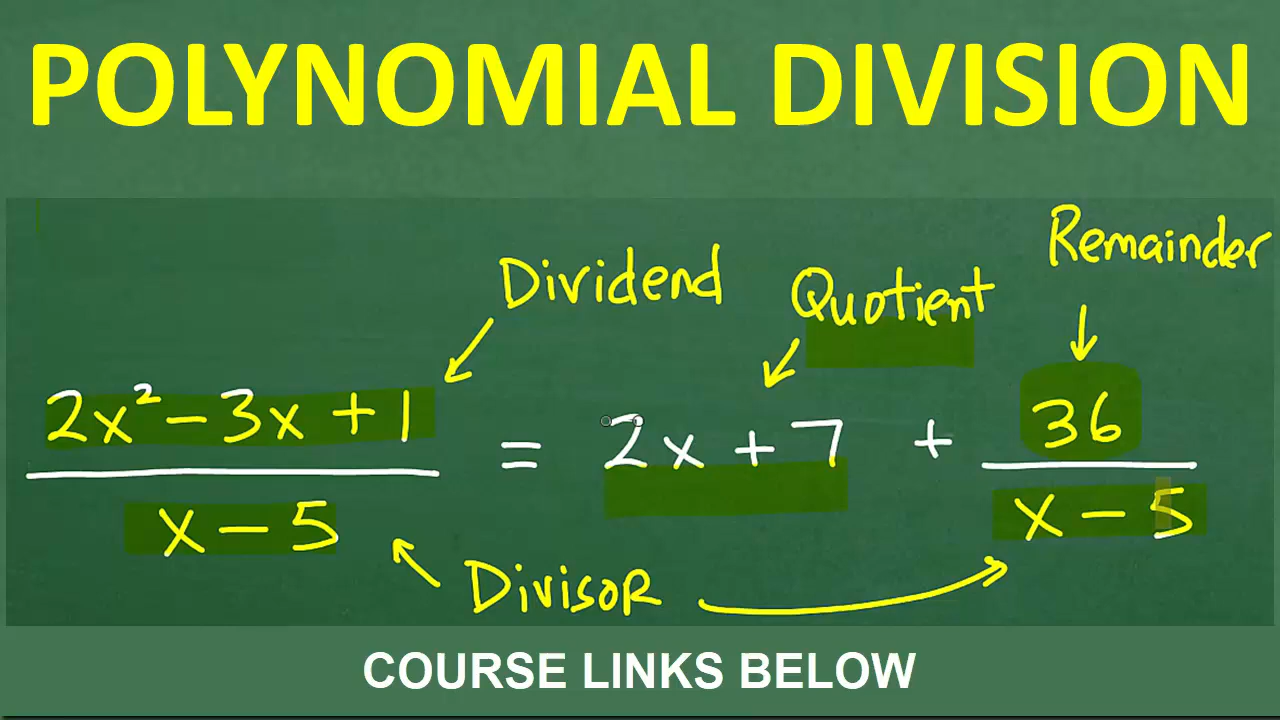 POLYNOMIAL DIVISION
Remainder
Dividend
Quotient
2x² − 3x + 1
36
= 2x + 7 +
x − 5
x − 5
Divisor
COURSE LINKS BELOW